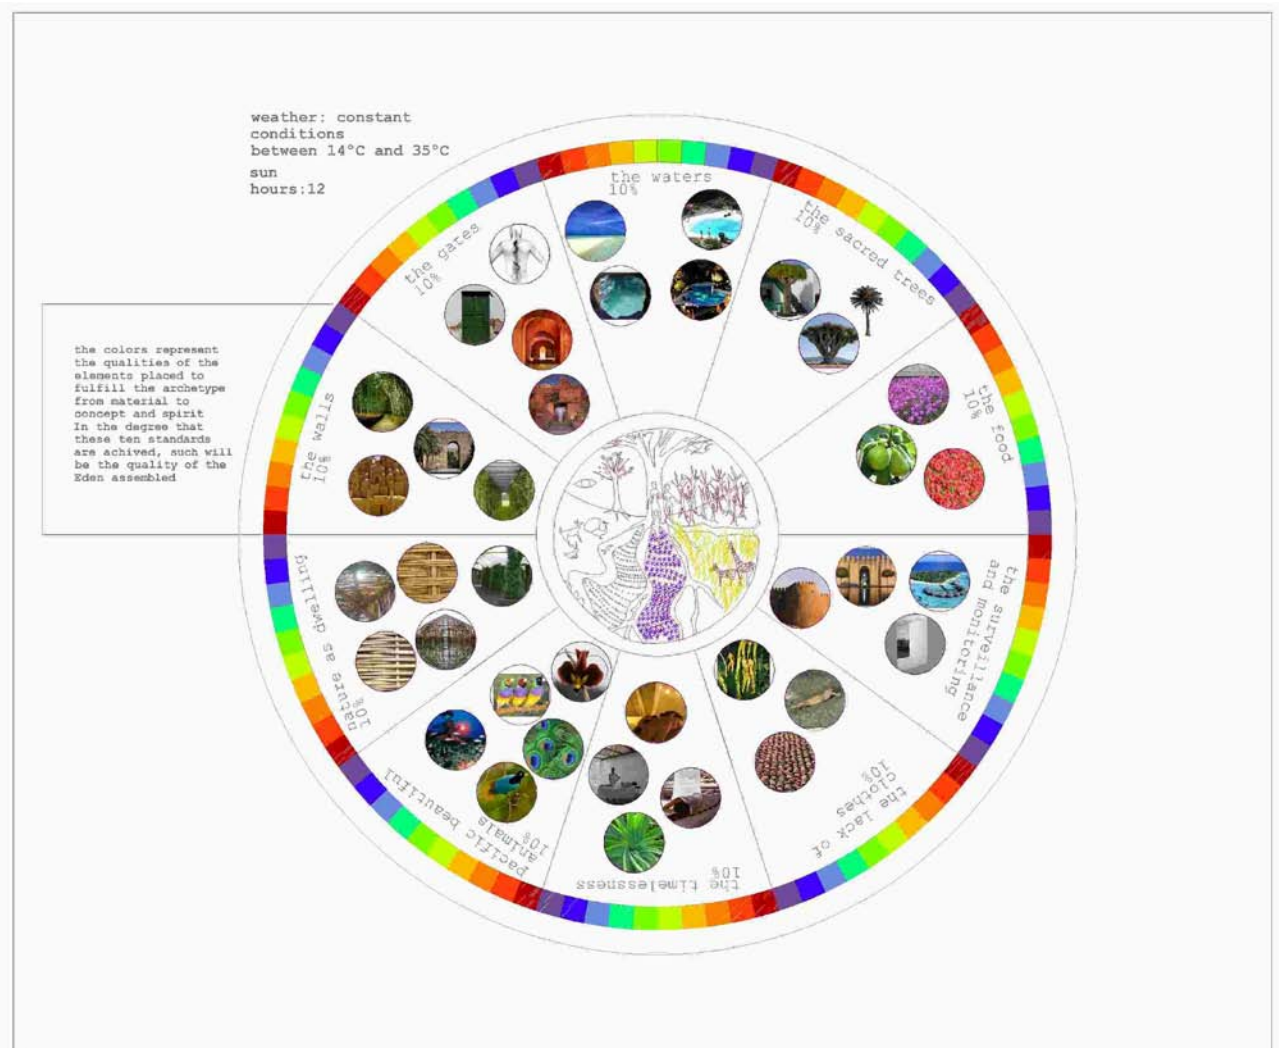 weather: constant
conditions
between 14°C and 35°C
sun
hours:12
the colors represent
the qualities of the
elements placed to
fulfill the archetype
from material to
concept and spirit
In the degree that
these ten standards
are achived, such will
be the quality of the
Eden assembled
the waters
10%
the sacred trees
10%
the food
10%
the surveillance
and monitoring
the lack of
clothes
10%
the timelessness
10%
pacific beautiful
animals
10%
nature as dwelling
10%
the walls
10%
the gates
10%